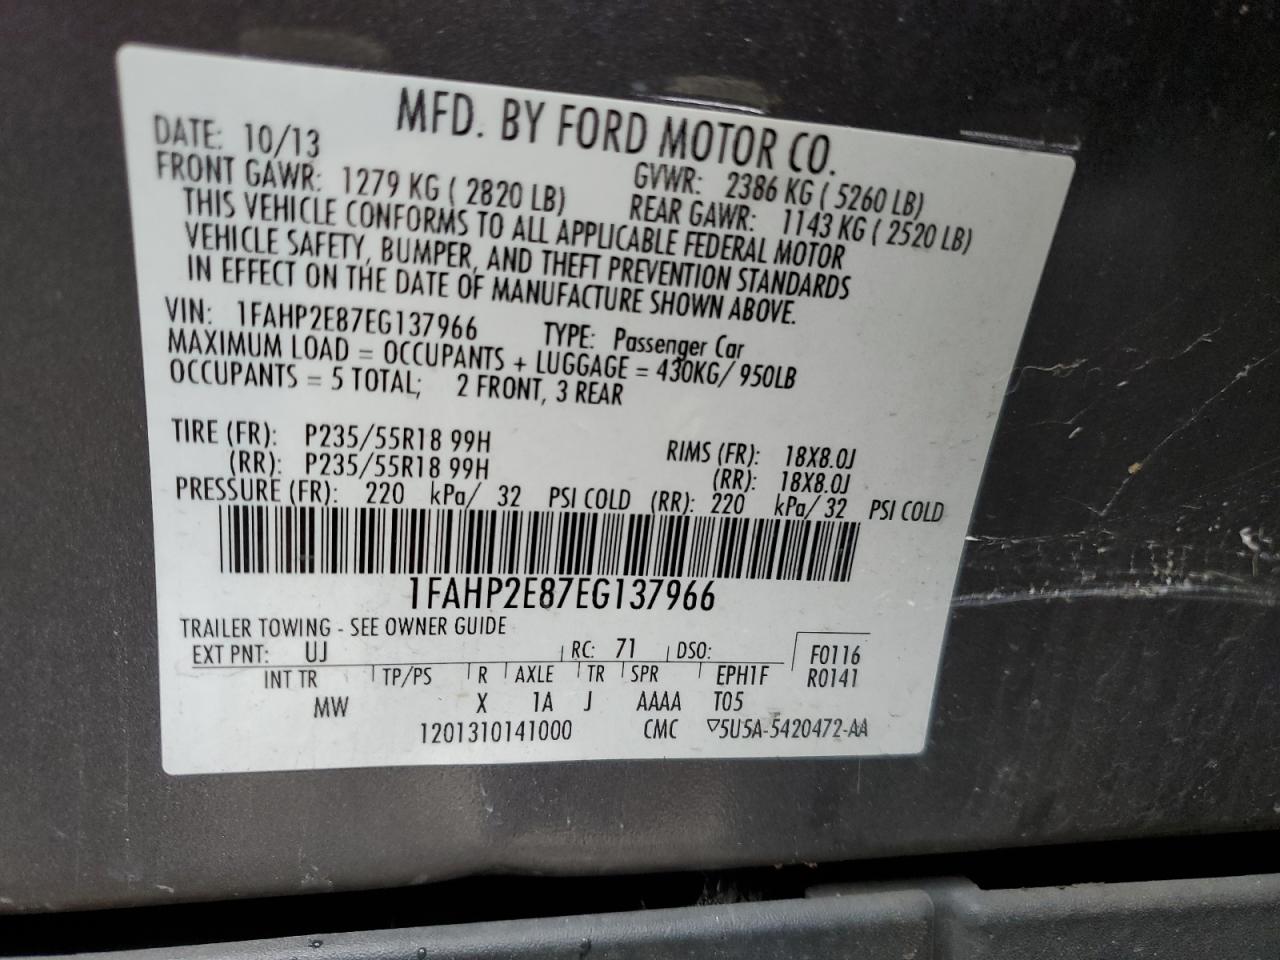 MFD. BY FORD MOTOR CO.
DATE: 10/13 GVWR: 2386 KG ( 5260 LB)
FRONT GAWR: 1279 KG ( 2820 LB) REAR GAWR: 1143 KG ( 2520 LB)
THIS VEHICLE CONFORMS TO ALL APPLICABLE FEDERAL MOTOR
VEHICLE SAFETY, BUMPER, AND THEFT PREVENTION STANDARDS
IN EFFECT ON THE DATE OF MANUFACTURE SHOWN ABOVE.
VIN: 1FAHP2E87EG137966 TYPE: Passenger Car
MAXIMUM LOAD = OCCUPANTS + LUGGAGE = 430KG/ 950LB
OCCUPANTS = 5 TOTAL; 2 FRONT, 3 REAR
TIRE (FR): P235/55R18 99H RIMS (FR): 18X8.0J
(RR): P235/55R18 99H (RR): 18X8.0J
PRESSURE (FR): 220 kPa/ 32 PSI COLD (RR): 220 kPa/ 32 PSI COLD
1FAHP2E87EG137966
TRAILER TOWING - SEE OWNER GUIDE
EXT PNT: UJ RC: 71 DSO: F0116
INT TR TP/PS R AXLE TR SPR EPH1F R0141
MW X 1A J AAAA T05
1201310141000 CMC ▽5U5A-5420472-AA